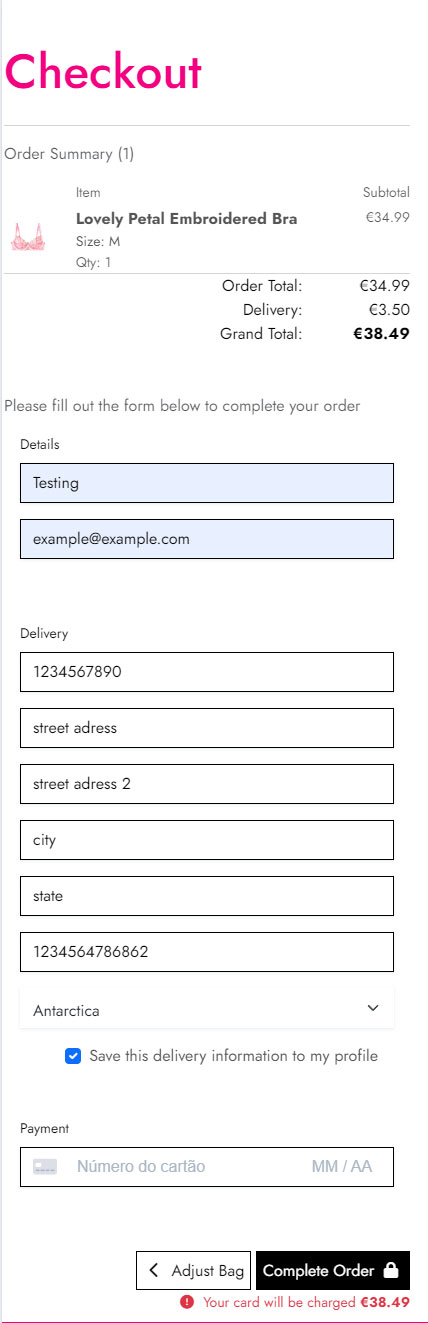 Checkout
Order Summary (1)
Item Subtotal
Lovely Petal Embroidered Bra €34.99
Size: M
Qty: 1
Order Total: €34.99
Delivery: €3.50
Grand Total: €38.49
Please fill out the form below to complete your order
Details
Testing
example@example.com
Delivery
1234567890
street adress
street adress 2
city
state
1234564786862
Antarctica
Save this delivery information to my profile
Payment
Número do cartão MM / AA
Adjust Bag Complete Order
Your card will be charged €38.49